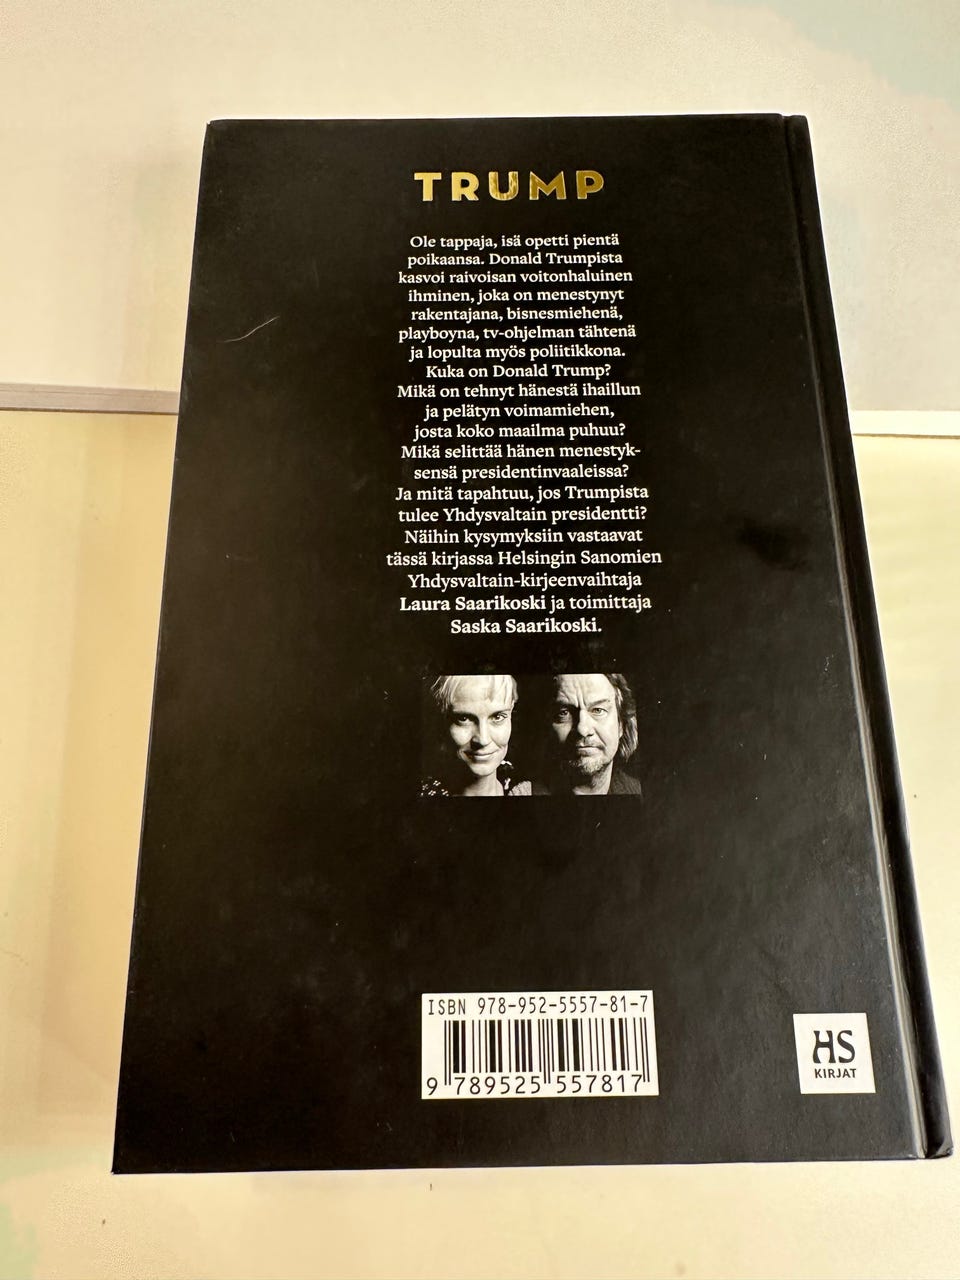 TRUMP
Ole tappaja, isä opetti pientä
poikaansa. Donald Trumpista
kasvoi raivoisan voitonhaluinen
ihminen, joka on menestynyt
rakentajana, bisnesmiehenä,
playboyna, tv-ohjelman tähtenä
ja lopulta myös poliitikkona.
Kuka on Donald Trump?
Mikä on tehnyt hänestä ihaillun
ja pelätyn voimamiehen,
josta koko maailma puhuu?
Mikä selittää hänen menestyk-
sensä presidentinvaaleissa?
Ja mitä tapahtuu, jos Trumpista
tulee Yhdysvaltain presidentti?
Näihin kysymyksiin vastaavat
tässä kirjassa Helsingin Sanomien
Yhdysvaltain-kirjeenvaihtaja
Laura Saarikoski ja toimittaja
Saska Saarikoski.
ISBN 978-952-5557-81-7
9 789525 557817
HS
KIRJAT